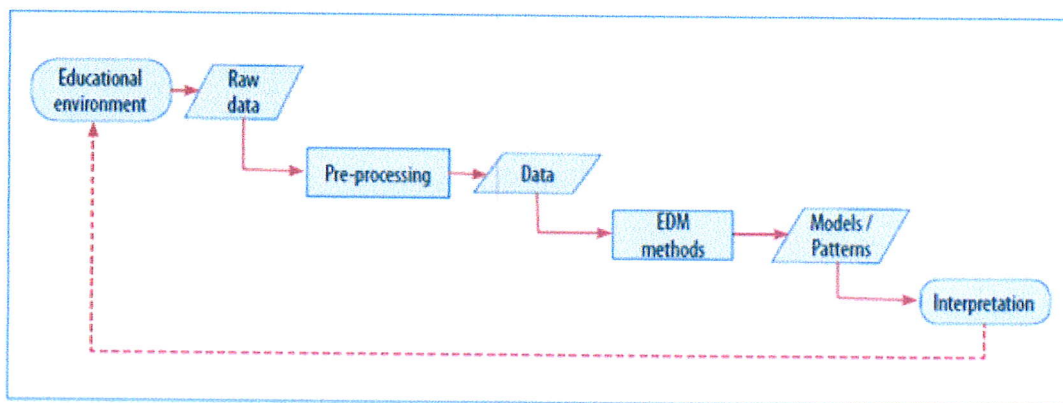 Educational
environment
Raw
data
Pre-processing
Data
EDM
methods
Models /
Patterns
Interpretation